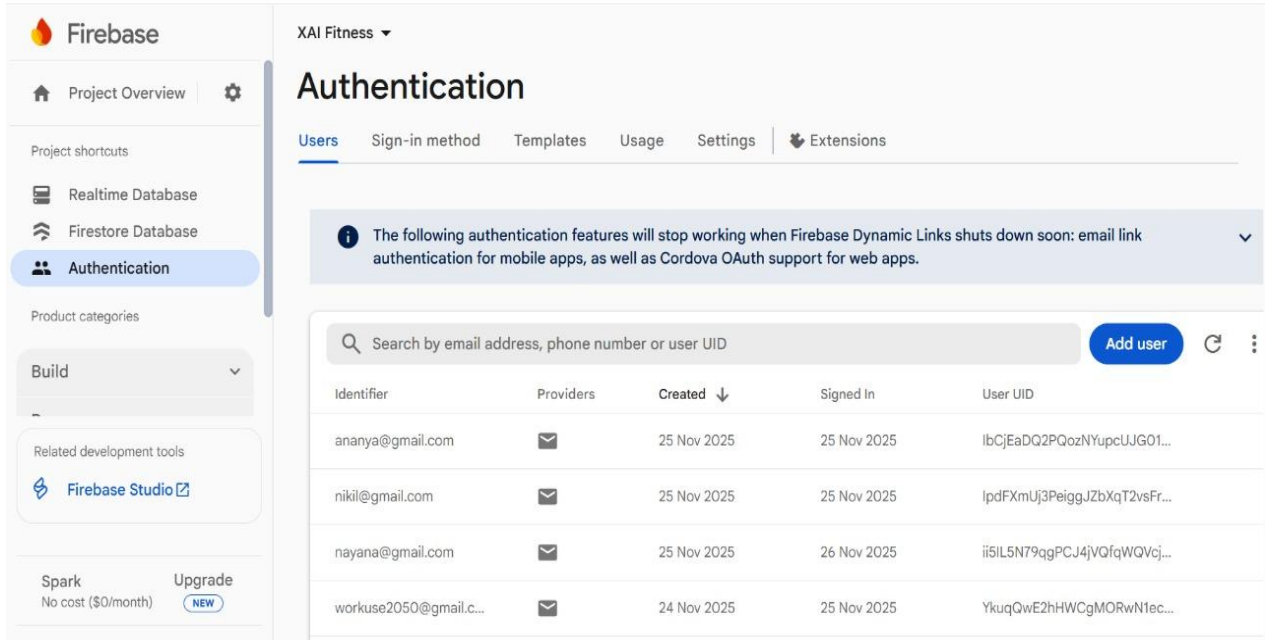 Firebase
Project Overview
Project shortcuts
Realtime Database
Firestore Database
Authentication
Product categories
Build
Related development tools
Firebase Studio
Spark
No cost ($0/month)
Upgrade
NEW
XAI Fitness
Authentication
Users Sign-in method Templates Usage Settings Extensions
The following authentication features will stop working when Firebase Dynamic Links shuts down soon: email link
authentication for mobile apps, as well as Cordova OAuth support for web apps.
Search by email address, phone number or user UID
Add user
Identifier Providers Created Signed In User UID
ananya@gmail.com 25 Nov 2025 25 Nov 2025 IbCjEaDQ2PQozNYupcUJG01...
nikil@gmail.com 25 Nov 2025 25 Nov 2025 IpdFXmUj3PeiggJZbXqT2vsFr...
nayana@gmail.com 25 Nov 2025 26 Nov 2025 ii5IL5N79qgPCJ4jVQfqWQVcj...
workuse2050@gmail.c... 24 Nov 2025 25 Nov 2025 YkuqQwE2hHWCgMORwN1ec...